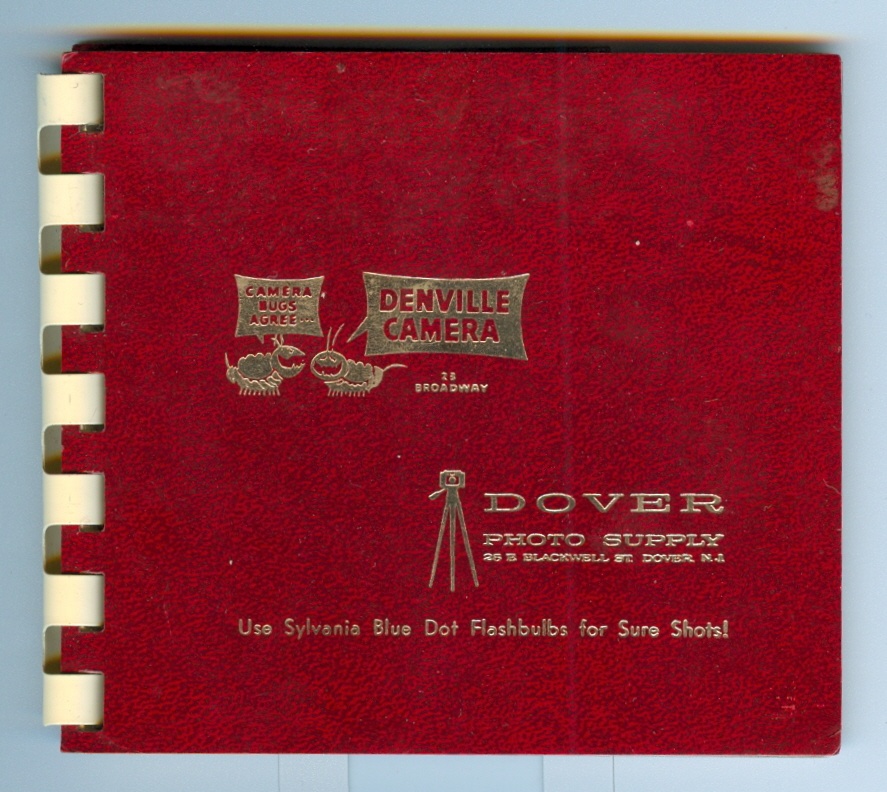 CAMERA
BUGS
AGREE...
DENVILLE
CAMERA
28
BROADWAY
DOVER
PHOTO SUPPLY
25 E BLACKWELL ST. DOVER N.J.
Use Sylvania Blue Dot Flashbulbs for Sure Shots!